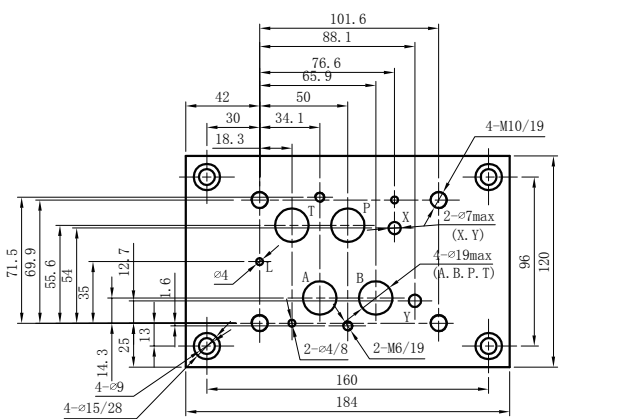 101.6
88.1
76.6
65.9
42
50
30
34.1
18.3
4-M10/19
T
P
X
2-⌀7max
(X.Y)
71.5
69.9
55.6
54
35
12.7
1.6
⌀4
L
A
B
4-⌀19max
(A.B.P.T)
96
120
Y
14.3
25
13
2-⌀4/8
2-M6/19
4-⌀9
160
4-⌀15/28
184